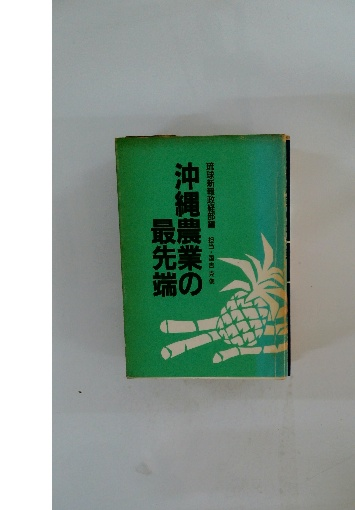 琉球新報政経部編
沖縄農業の
最先端